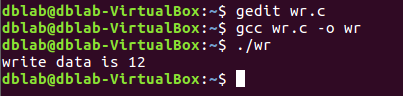 dblab@dblab-VirtualBox:~$ gedit wr.c
dblab@dblab-VirtualBox:~$ gcc wr.c -o wr
dblab@dblab-VirtualBox:~$ ./wr
write data is 12
dblab@dblab-VirtualBox:~$